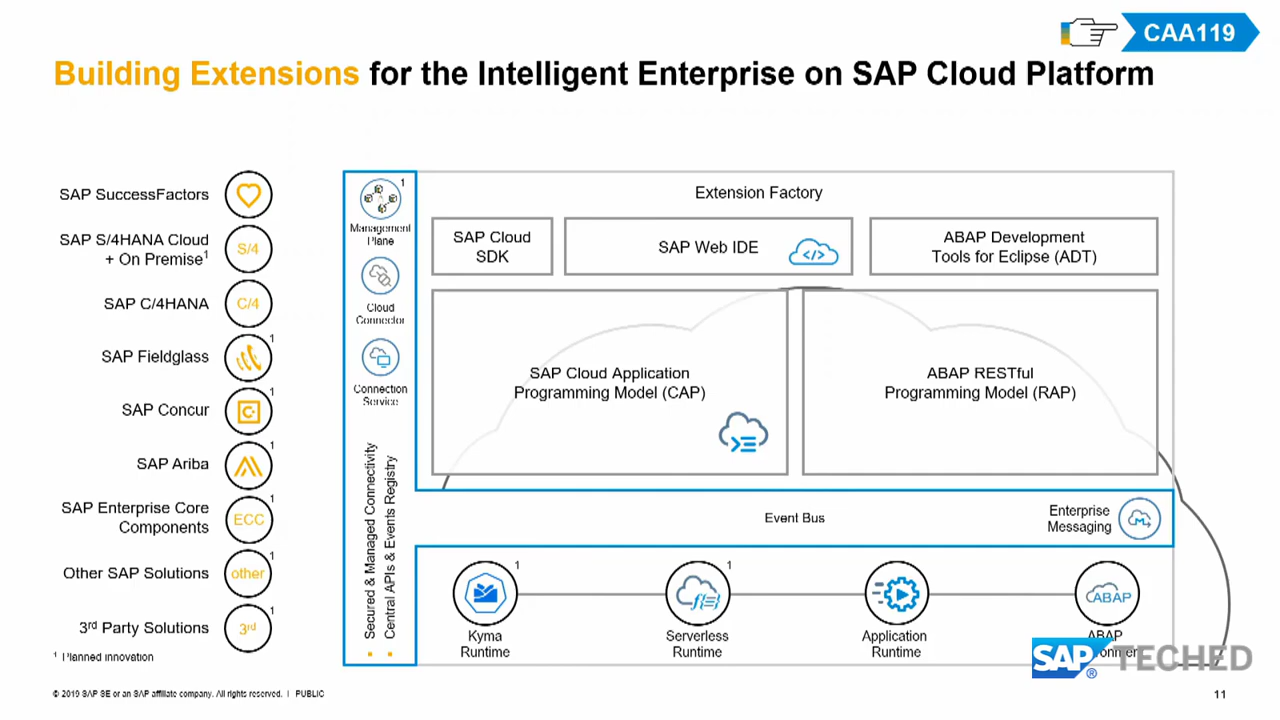 CAA119
Building Extensions for the Intelligent Enterprise on SAP Cloud Platform
SAP SuccessFactors
SAP S/4HANA Cloud
+ On Premise¹
S/4
SAP C/4HANA
C/4
SAP Fieldglass
1
SAP Concur
1
SAP Ariba
1
SAP Enterprise Core
Components
ECC
1
Other SAP Solutions
other
1
3rd Party Solutions
3rd
1
¹ Planned innovation
1
Management
Plane
Cloud
Connector
Connection
Service
Secured & Managed Connectivity
Central APIs & Events Registry
Extension Factory
SAP Cloud
SDK
SAP Web IDE
</>
ABAP Development
Tools for Eclipse (ADT)
SAP Cloud Application
Programming Model (CAP)
ABAP RESTful
Programming Model (RAP)
Event Bus
Enterprise
Messaging
M
1
Kyma
Runtime
f{=}
1
Serverless
Runtime
Application
Runtime
ABAP
ABAP
SAP® TECHED
© 2019 SAP SE or an SAP affiliate company. All rights reserved. | PUBLIC
11